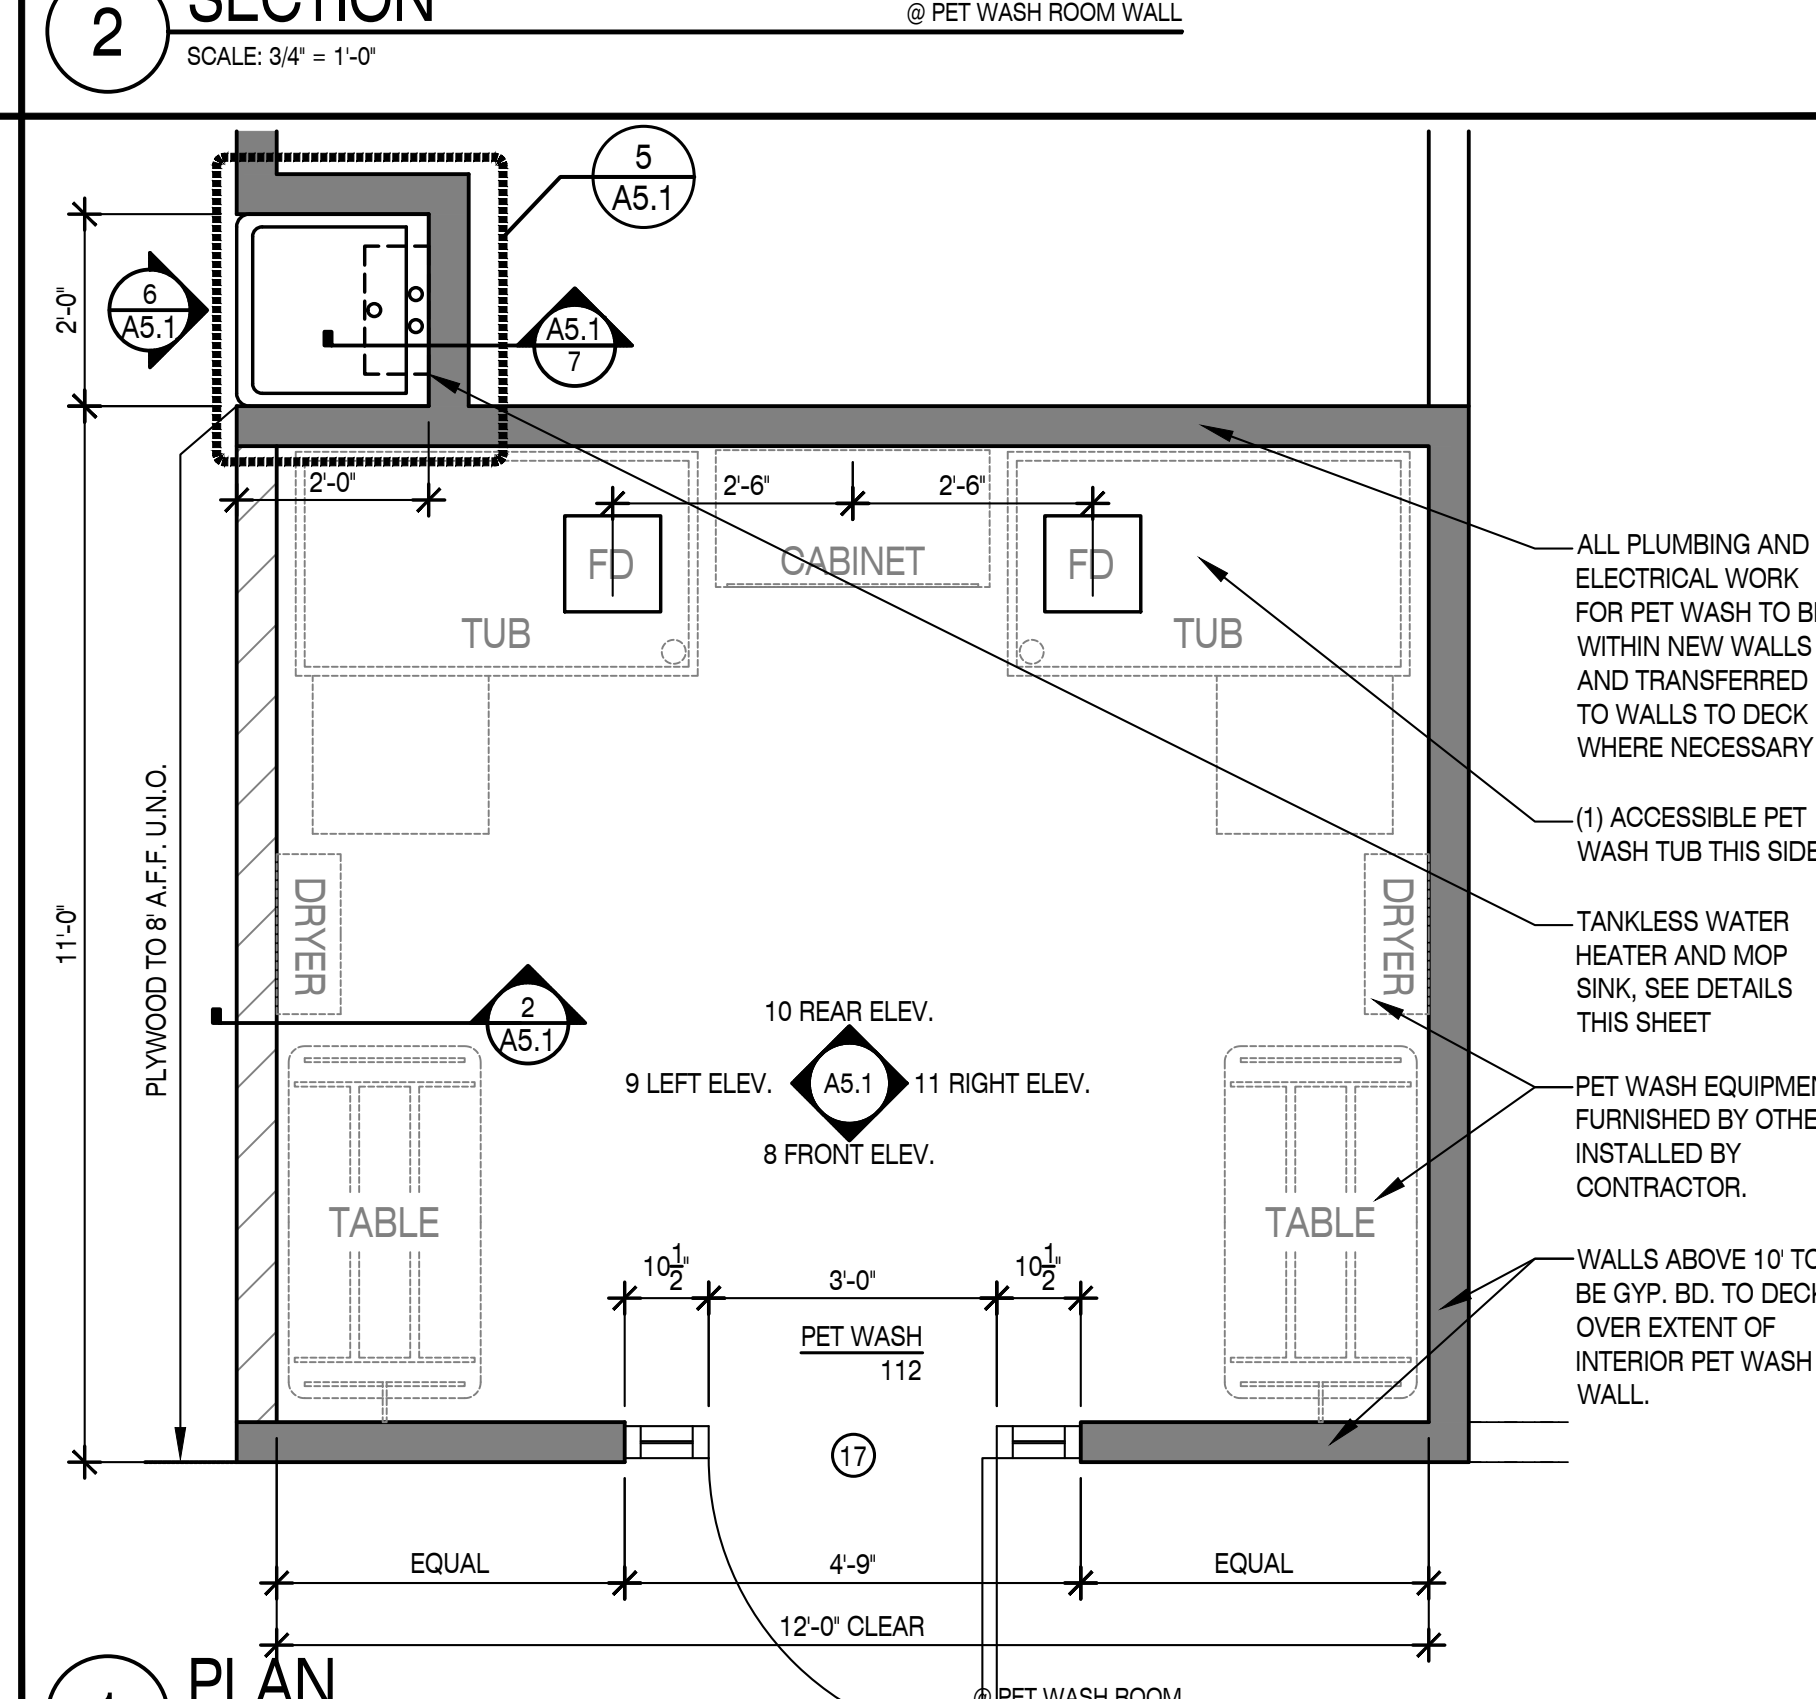 2
SECTION
@ PET WASH ROOM WALL
SCALE: 3/4" = 1'-0"
5
A5.1
6
A5.1
A5.1
7
2'-0"
2'-0"
2'-6"
2'-6"
FD
CABINET
FD
TUB
TUB
ALL PLUMBING AND
ELECTRICAL WORK
FOR PET WASH TO BE
WITHIN NEW WALLS
AND TRANSFERRED
TO WALLS TO DECK
WHERE NECESSARY
(1) ACCESSIBLE PET
WASH TUB THIS SIDE
PLYWOOD TO 8' A.F.F. U.N.O.
11'-0"
DRYER
DRYER
TANKLESS WATER
HEATER AND MOP
SINK, SEE DETAILS
THIS SHEET
2
A5.1
10 REAR ELEV.
9 LEFT ELEV.
A5.1
11 RIGHT ELEV.
8 FRONT ELEV.
PET WASH EQUIPMEN
FURNISHED BY OTHE
INSTALLED BY
CONTRACTOR.
TABLE
TABLE
10 1/2"
3'-0"
10 1/2"
PET WASH
112
WALLS ABOVE 10' TO
BE GYP. BD. TO DECK
OVER EXTENT OF
INTERIOR PET WASH
WALL.
17
EQUAL
4'-9"
EQUAL
12'-0" CLEAR
PLAN
@ PET WASH ROOM